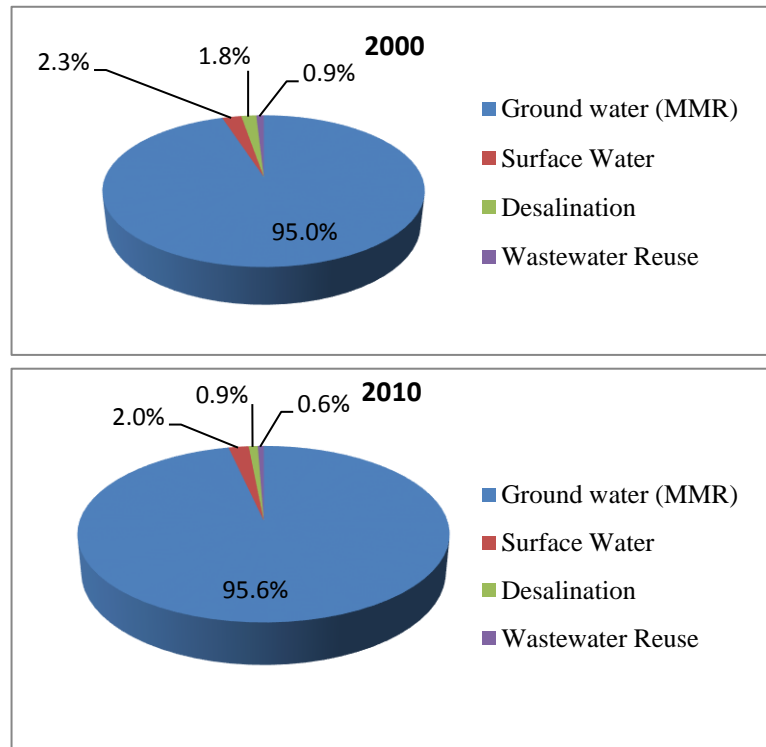 2000
2.3%
1.8%
0.9%
95.0%
Ground water (MMR)
Surface Water
Desalination
Wastewater Reuse
2010
2.0%
0.9%
0.6%
95.6%
Ground water (MMR)
Surface Water
Desalination
Wastewater Reuse